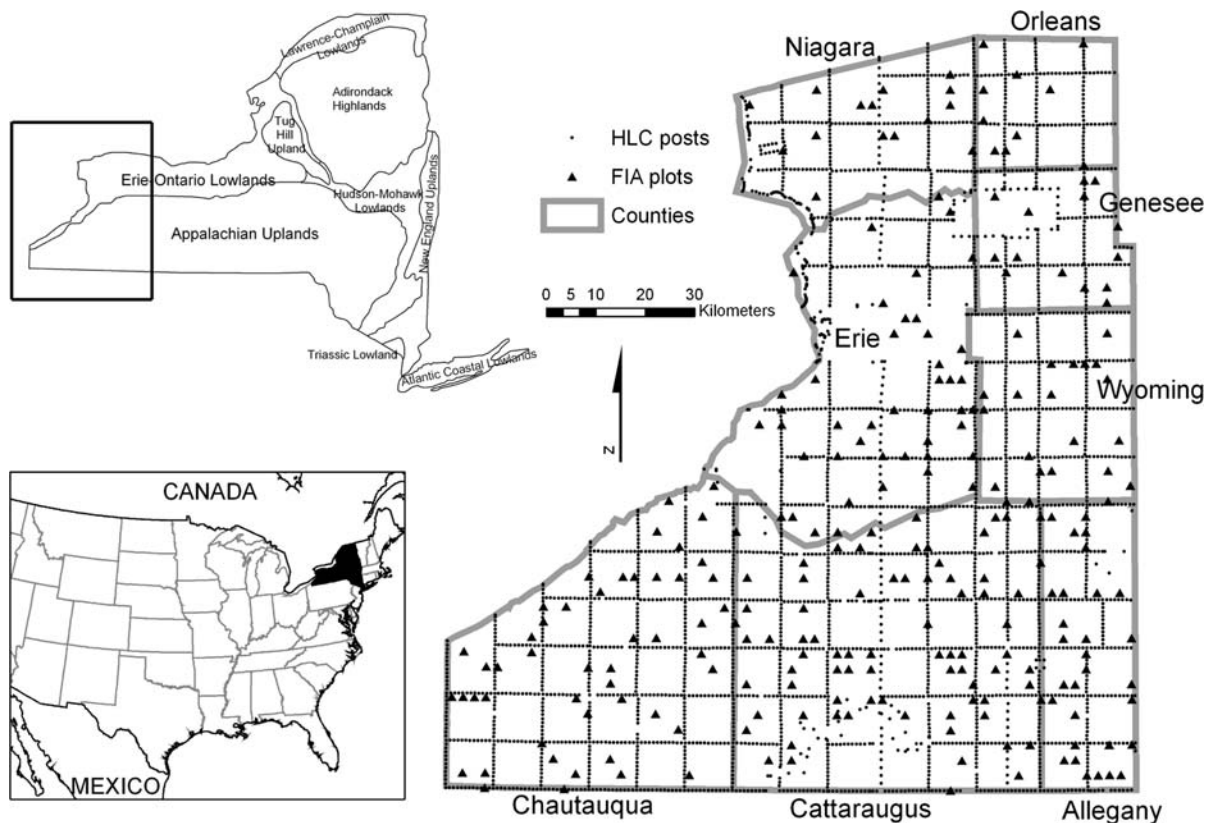 Lawrence-Champlain
Lowlands
Adirondack
Highlands
Tug
Hill
Upland
Erie-Ontario Lowlands
Hudson-Mohawk
Lowlands
New England Uplands
Appalachian Uplands
Triassic Lowland
Atlantic Coastal Lowlands
HLC posts
FIA plots
Counties
0 5 10 20 30
Kilometers
N
CANADA
MEXICO
Orleans
Niagara
Genesee
Erie
Wyoming
Chautauqua
Cattaraugus
Allegany